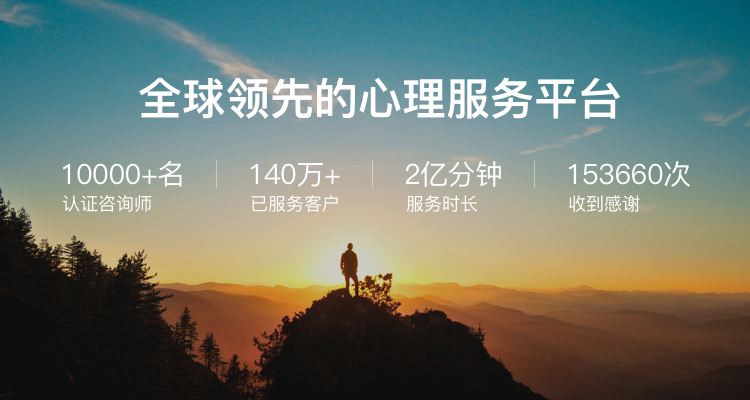 全球领先的心理服务平台
10000+名
140万+
2亿分钟
153660次
认证咨询师
已服务客户
服务时长
收到感谢